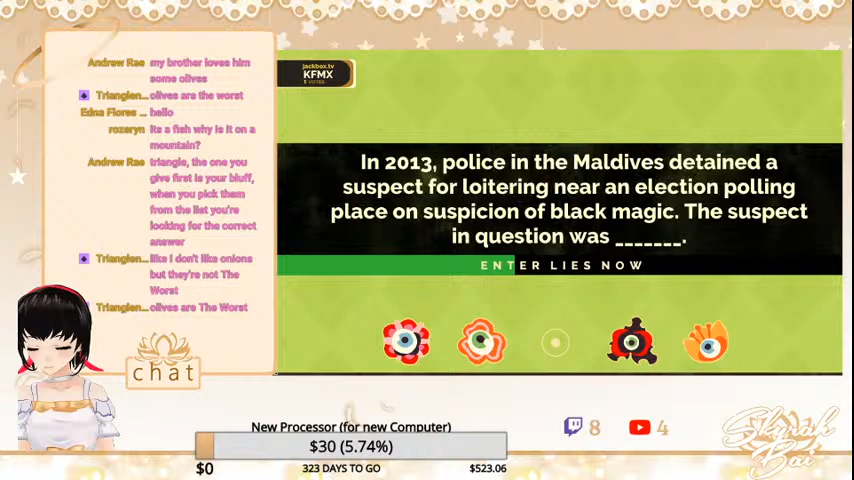 Andrew Rae my brother loves him
some olives
Trianglen... olives are the worst
Edna Flores ... hello
rozeryn its a fish why is it on a
mountain?
Andrew Rae triangle, the one you
give first is your bluff,
when you pick them
from the list you're
looking for the correct
answer
Trianglen... like I don't like onions
but they're not The
Worst
Trianglen... olives are The Worst
chat
jackbox.tv
KFMX
In 2013, police in the Maldives detained a
suspect for loitering near an election polling
place on suspicion of black magic. The suspect
in question was _______.
ENTER LIES NOW
New Processor (for new Computer)
$30 (5.74%)
$0
323 DAYS TO GO
$523.06
8
4
Skyrah
Bai